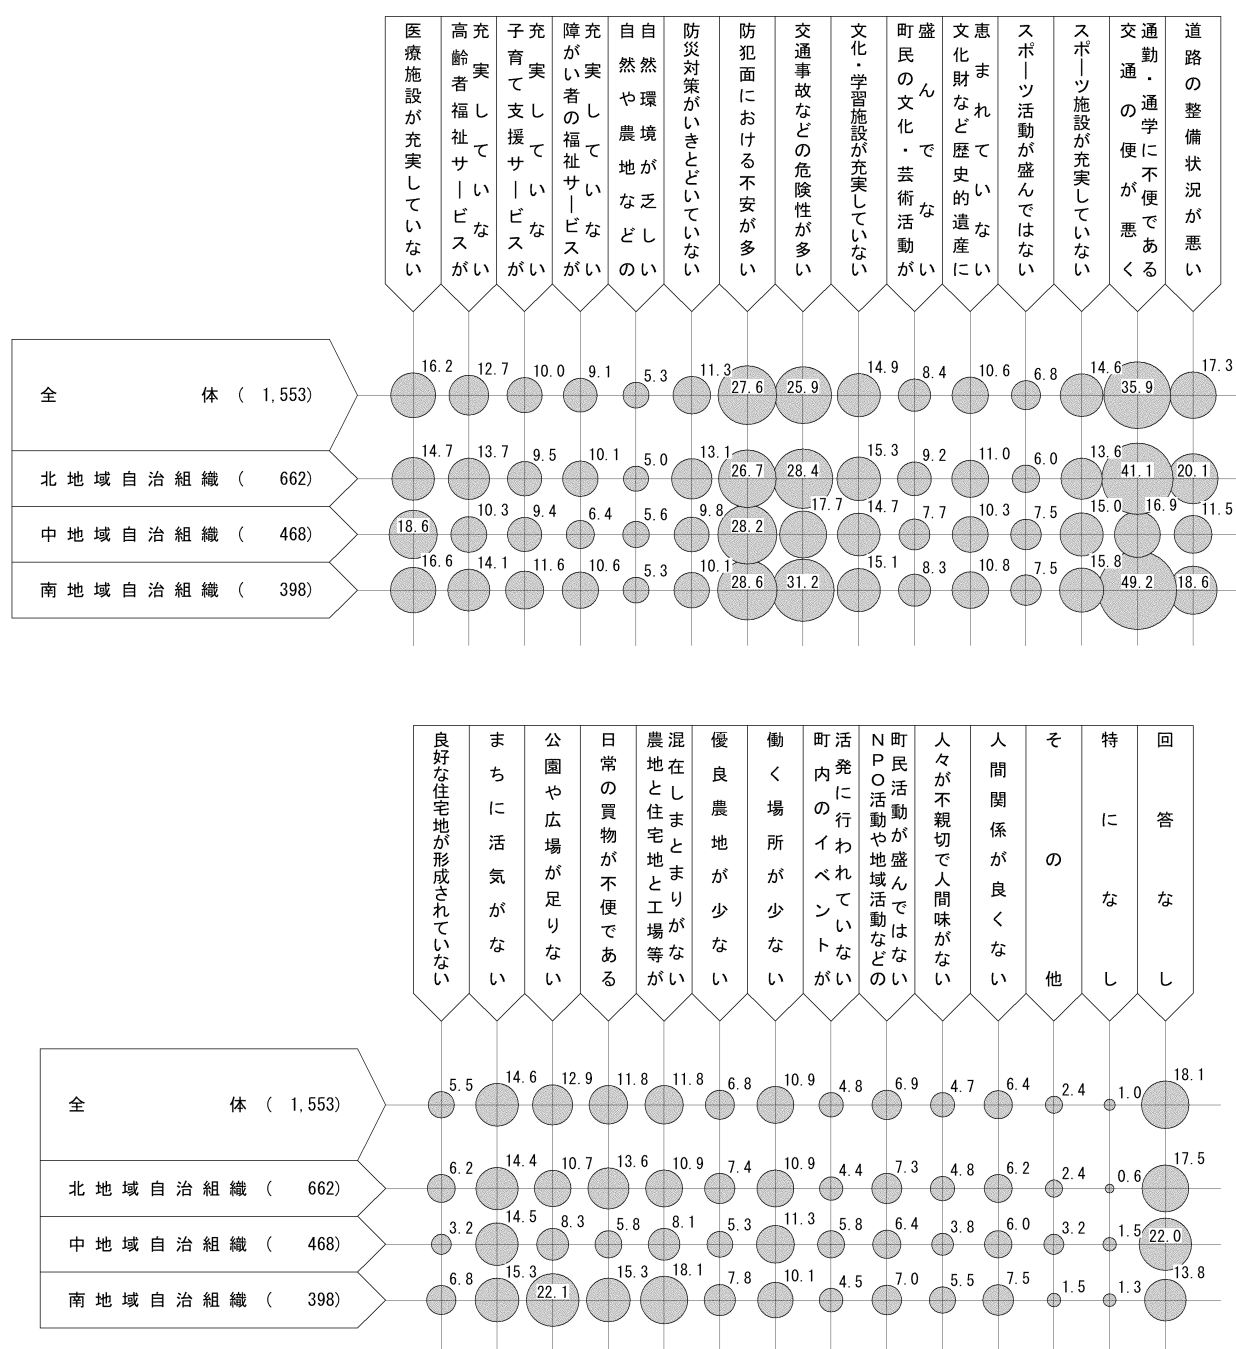 医療施設が充実していない
高齢者福祉サービスが
充実していない
子育て支援サービスが
充実していない
障がい者の福祉サービスが
充実していない
自然や農地などの
自然環境が乏しい
防災対策がいきとどいていない
防犯面における不安が多い
交通事故などの危険性が多い
文化・学習施設が充実していない
町民の文化・芸術活動が
盛んでない
文化財など歴史的遺産に
恵まれていない
スポーツ活動が盛んではない
スポーツ施設が充実していない
交通の便が悪く
通勤・通学に不便である
道路の整備状況が悪い
全体(1,553) 16.2 12.7 10.0 9.1 5.3 11.3 27.6 25.9 14.9 8.4 10.6 6.8 14.6 35.9 17.3
北地域自治組織(662) 14.7 13.7 9.5 10.1 5.0 13.1 26.7 28.4 15.3 9.2 11.0 6.0 13.6 41.1 20.1
中地域自治組織(468) 18.6 10.3 9.4 6.4 5.6 9.8 28.2 17.7 14.7 7.7 10.3 7.5 15.0 16.9 11.5
南地域自治組織(398) 16.6 14.1 11.6 10.6 5.3 10.1 28.6 31.2 15.1 8.3 10.8 7.5 15.8 49.2 18.6
良好な住宅地が形成されていない
まちに活気がない
公園や広場が足りない
日常の買物が不便である
農地と住宅地と工場等が
混在しまとまりがない
優良農地が少ない
働く場所が少ない
町内のイベントが
活発に行われていない
NPO活動や地域活動などの
町民活動が盛んではない
人々が不親切で人間味がない
人間関係が良くない
その他
特になし
回答なし
全体(1,553) 5.5 14.6 12.9 11.8 11.8 6.8 10.9 4.8 6.9 4.7 6.4 2.4 1.0 18.1
北地域自治組織(662) 6.2 14.4 10.7 13.6 10.9 7.4 10.9 4.4 7.3 4.8 6.2 2.4 0.6 17.5
中地域自治組織(468) 3.2 14.5 8.3 5.8 8.1 5.3 11.3 5.8 6.4 3.8 6.0 3.2 1.5 22.0
南地域自治組織(398) 6.8 15.3 22.1 15.3 18.1 7.8 10.1 4.5 7.0 5.5 7.5 1.5 1.3 13.8